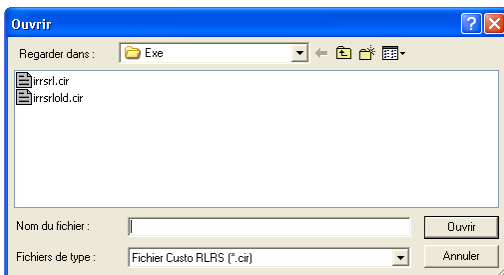 Ouvrir
Regarder dans :
Exe
irrsrl.cir
irrsrlold.cir
Nom du fichier :
Ouvrir
Fichiers de type :
Fichier Custo RLRS (*.cir)
Annuler